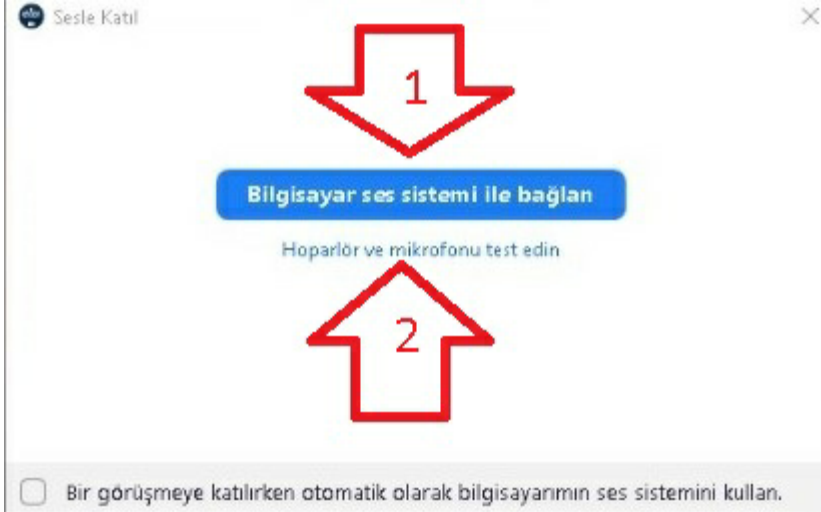 Sesle Katıl
1
Bilgisayar ses sistemi ile bağlan
Hoparlör ve mikrofonu test edin
2
Bir görüşmeye katılırken otomatik olarak bilgisayarımın ses sistemini kullan.